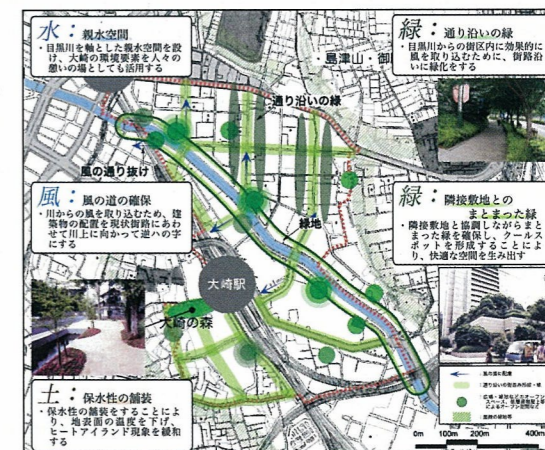 水：親水空間
・目黒川を軸とした親水空間を設
け、大崎の環境要素を人々の
憩いの場としても活用する
緑：通り沿いの緑
・目黒川からの街区内に効果的に
風を取り込むために、街路沿
いに緑化をする
島津山・御
通り沿いの緑
風の通り抜け
風：風の道の確保
・川からの風を取り込むため、建
築物の配置を現状街路にあわ
せて川上に向かって逆ハの字
にする
緑：隣接敷地との
まとまった緑
・隣接敷地と協調しながらまと
まった緑を確保し、クールス
ポットを形成することによ
り、快適な空間を生み出す
緑地
大崎駅
大崎の森
土：保水性の舗装
・保水性の舗装をすることによ
り、地表面の温度を下げ、
ヒートアイランド現象を緩和
する
0m 100m 200m 400m